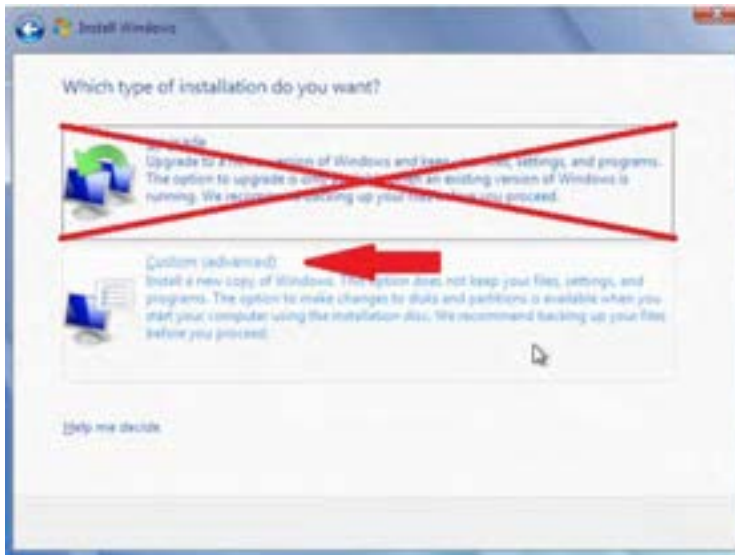 Install Windows
Which type of installation do you want?
Upgrade
Upgrade to a version of Windows and keep your files, settings, and programs.
The option to upgrade is only an existing version of Windows is
running. We recommend backing up your files before you proceed.
Custom (advanced)
Install a new copy of Windows. This option does not keep your files, settings, and
programs. The option to make changes to disks and partitions is available when you
start your computer using the installation disc. We recommend backing up your files
before you proceed.
Help me decide